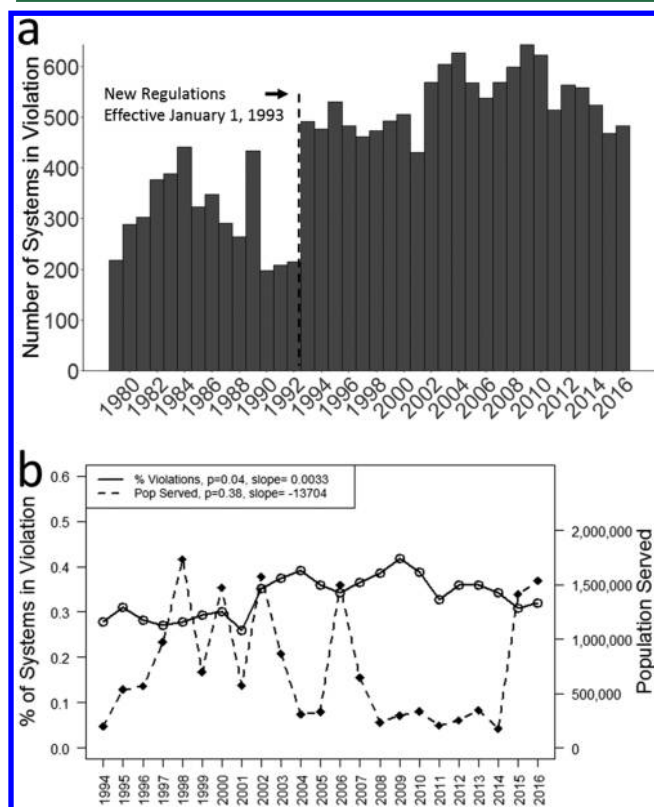 a
Number of Systems in Violation
600
500
400
300
200
100
0
New Regulations
Effective January 1, 1993
1980 1982 1984 1986 1988 1990 1992 1994 1996 1998 2000 2002 2004 2006 2008 2010 2012 2014 2016
b
% Violations, p=0.04, slope= 0.0033
Pop Served, p=0.38, slope= -13704
% of Systems in Violation
0.6
0.5
0.4
0.3
0.2
0.1
0.0
Population Served
2,000,000
1,500,000
1,000,000
500,000
0
1994 1995 1996 1997 1998 1999 2000 2001 2002 2003 2004 2005 2006 2007 2008 2009 2010 2011 2012 2013 2014 2015 2016